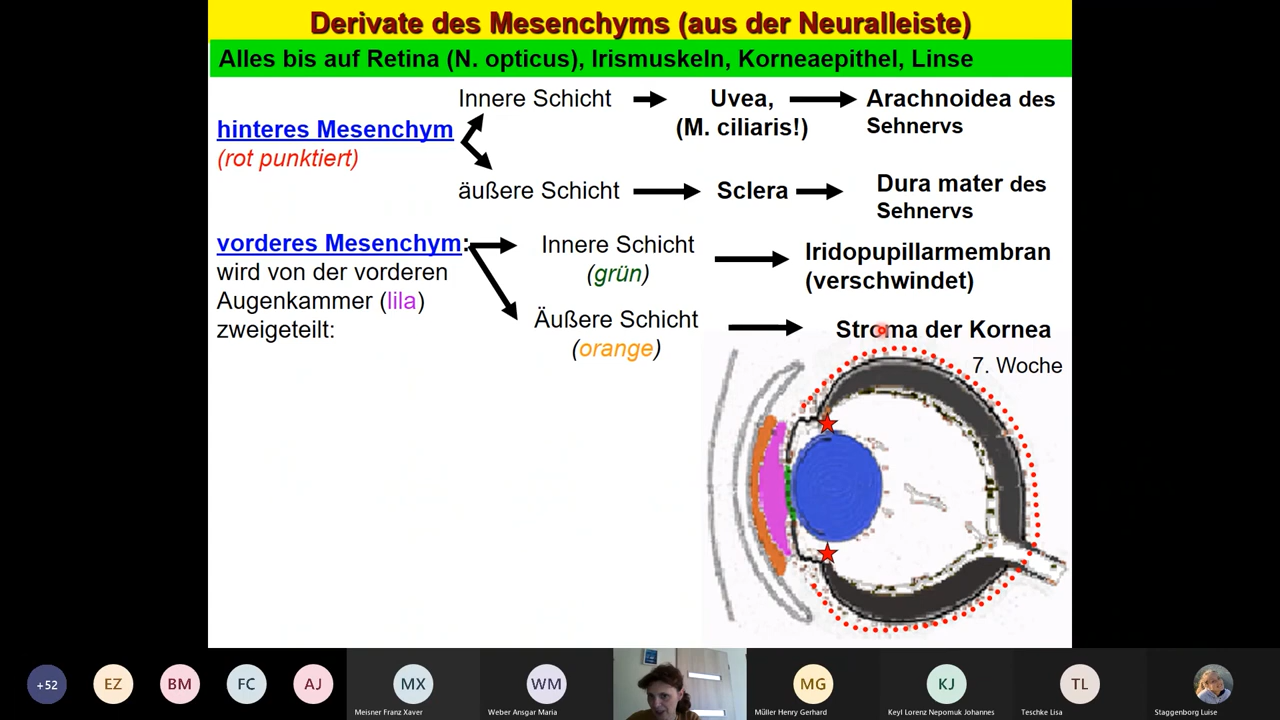 Derivate des Mesenchyms (aus der Neuralleiste)
Alles bis auf Retina (N. opticus), Irismuskeln, Korneaepithel, Linse
hinteres Mesenchym
(rot punktiert)
Innere Schicht
Uvea,
(M. ciliaris!)
Arachnoidea des
Sehnervs
äußere Schicht
Sclera
Dura mater des
Sehnervs
vorderes Mesenchym:
wird von der vorderen
Augenkammer (lila)
zweigeteilt:
Innere Schicht
(grün)
Iridopupillarmembran
(verschwindet)
Äußere Schicht
(orange)
Stroma der Kornea
7. Woche
+52
EZ
BM
FC
AJ
MX
Meisner Franz Xaver
WM
Weber Ansgar Maria
MG
Müller Henry Gerhard
KJ
Keyl Lorenz Nepomuk Johannes
TL
Teschke Lisa
Staggenborg Luise